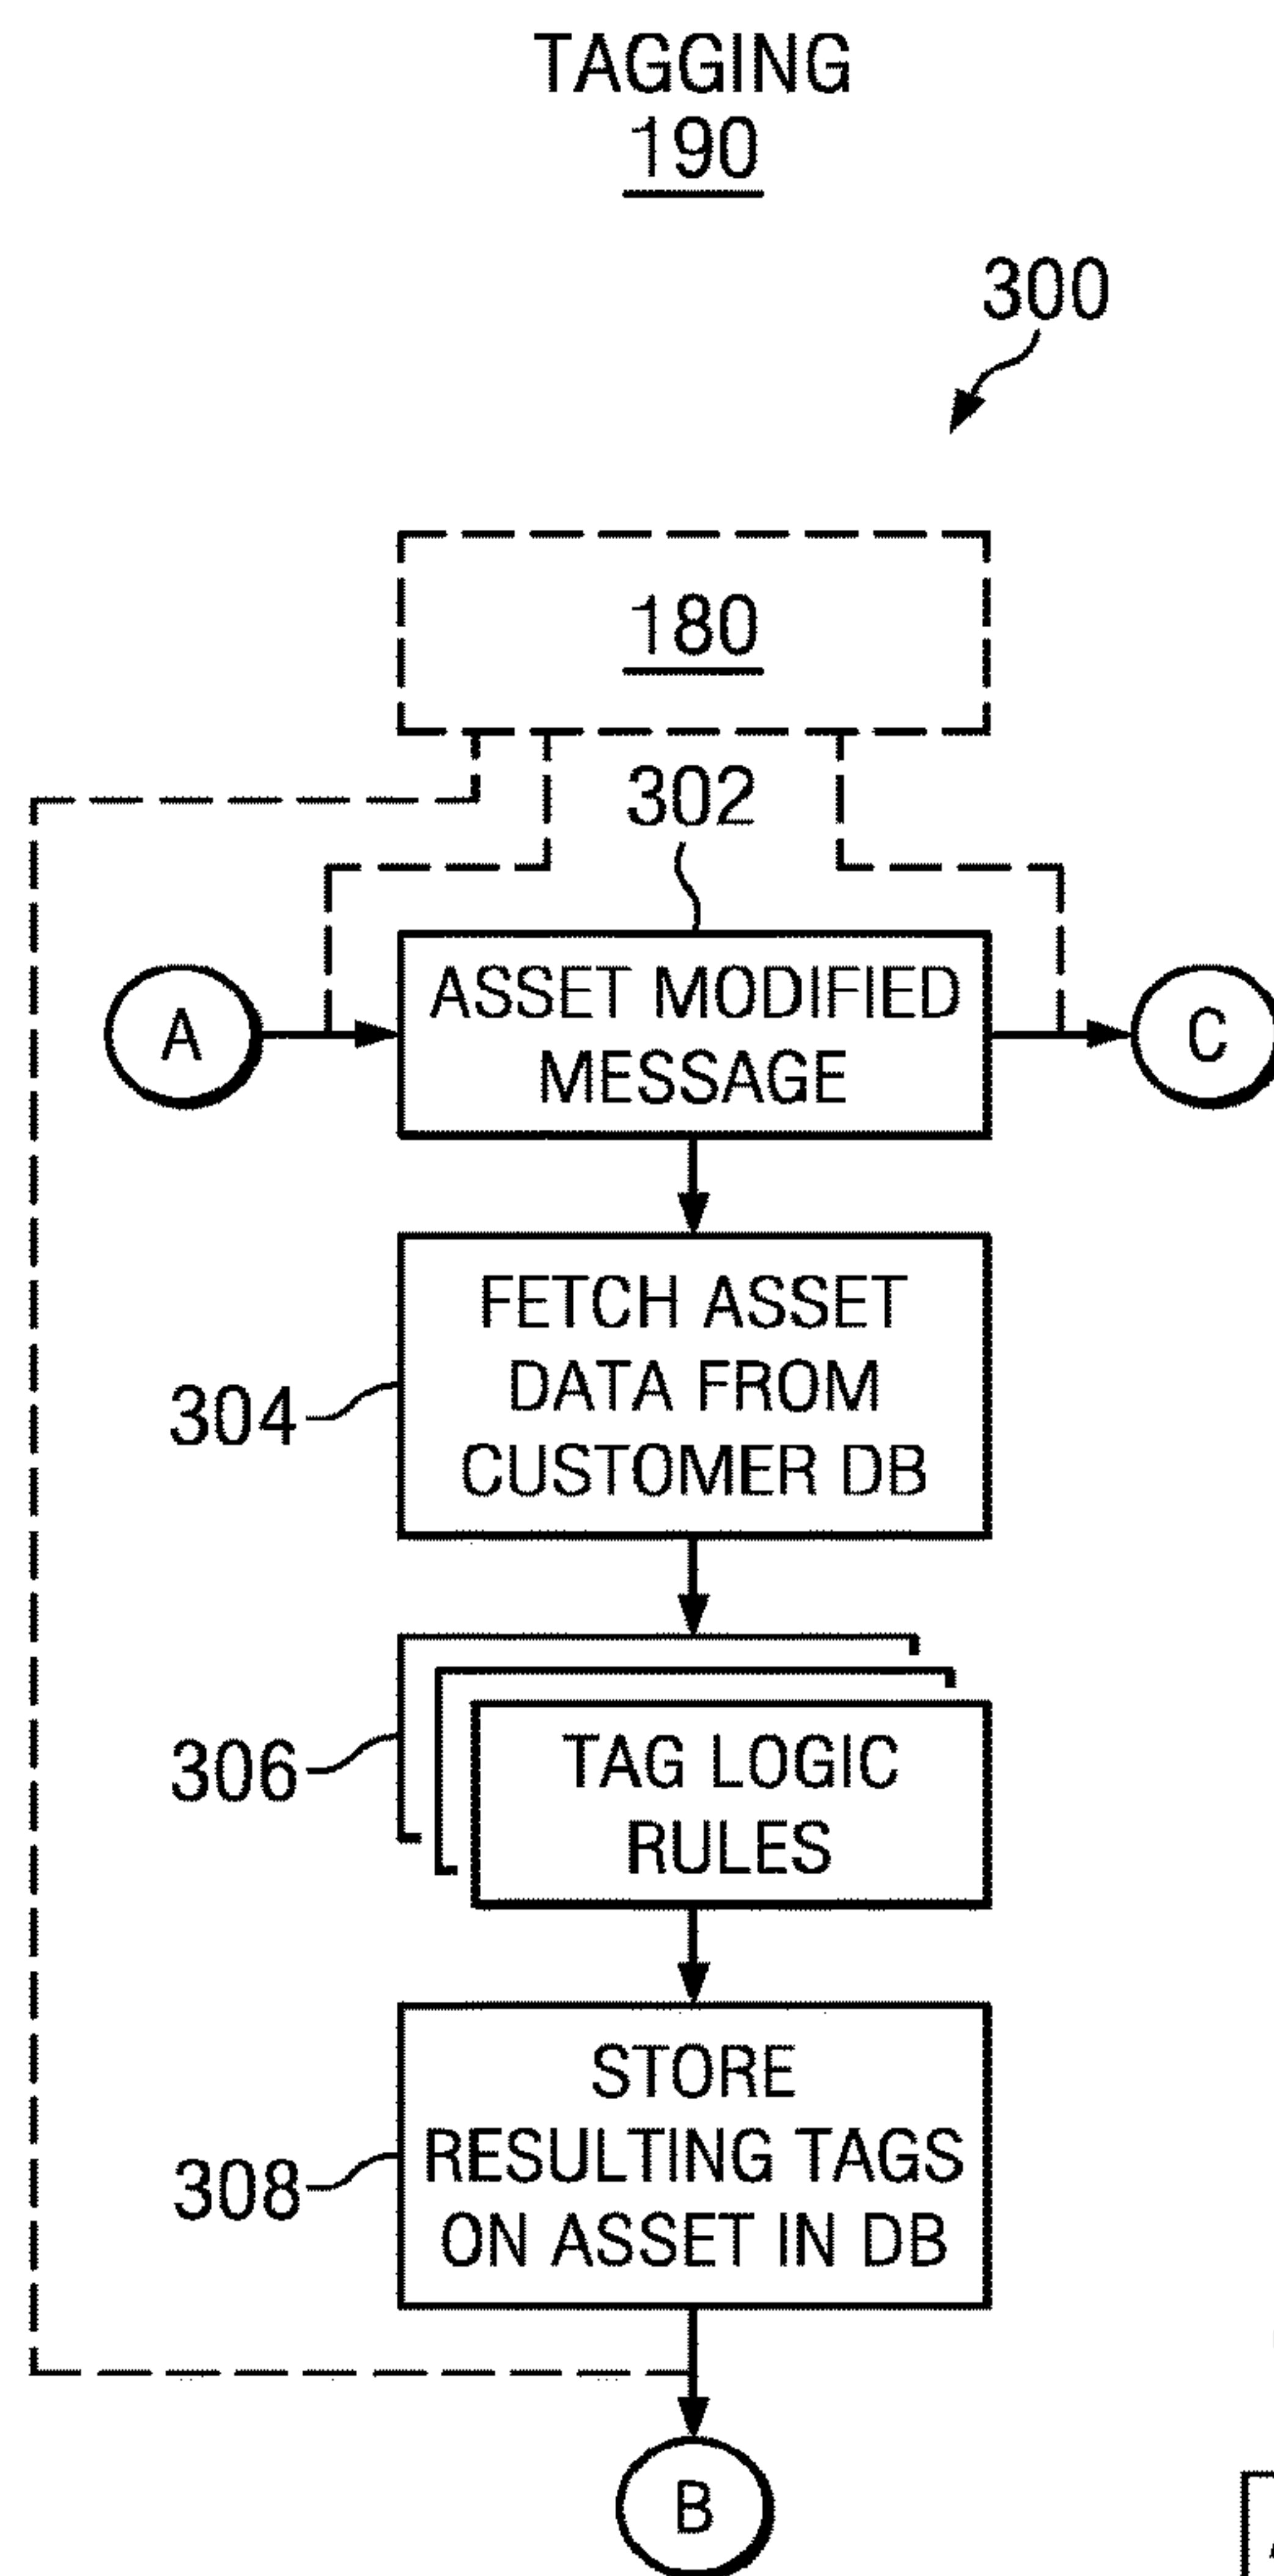 TAGGING
190
300
180
302
A
ASSET MODIFIED
MESSAGE
C
FETCH ASSET
DATA FROM
CUSTOMER DB
304
TAG LOGIC
RULES
306
STORE
RESULTING TAGS
ON ASSET IN DB
308
B